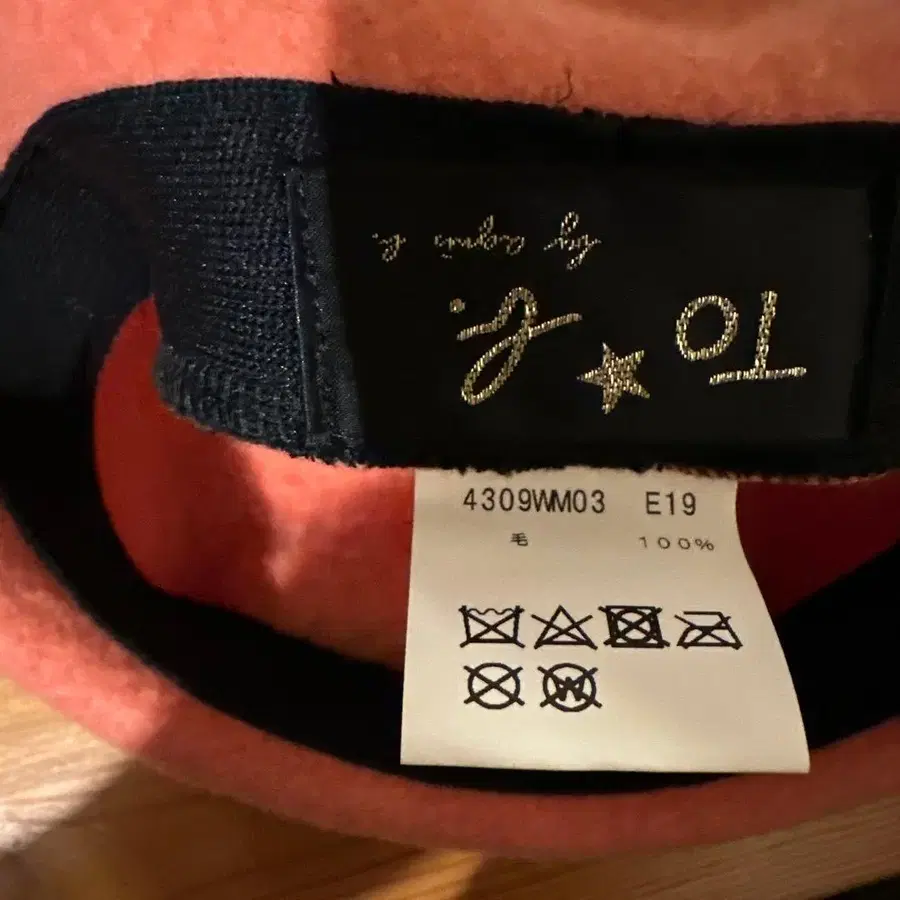 To★b.
by agnès b.
4309WM03 E19
毛 100%
W